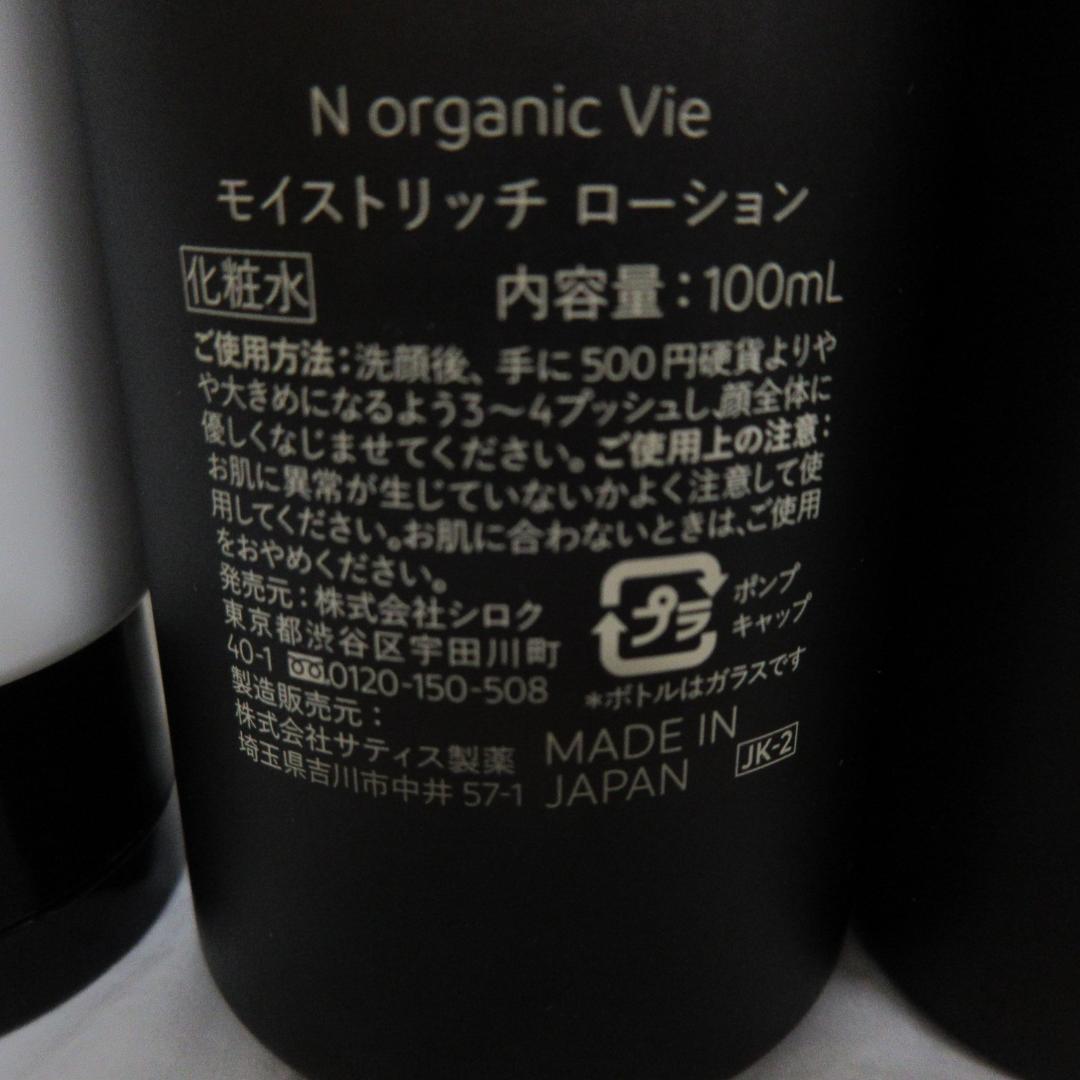 N organic Vie
モイストリッチ ローション
化粧水 内容量：100mL
ご使用方法：洗顔後、手に500円硬貨よりや
や大きめになるよう3〜4プッシュし、顔全体に
優しくなじませてください。ご使用上の注意：
お肌に異常が生じていないかよく注意して使
用してください。お肌に合わないときは、ご使用
をおやめください。
発売元：株式会社シロク
東京都渋谷区宇田川町
40-1 0120-150-508
製造販売元：
株式会社サティス製薬
埼玉県吉川市中井57-1
プラ
ポンプ
キャップ
*ボトルはガラスです
MADE IN
JAPAN
JK-2